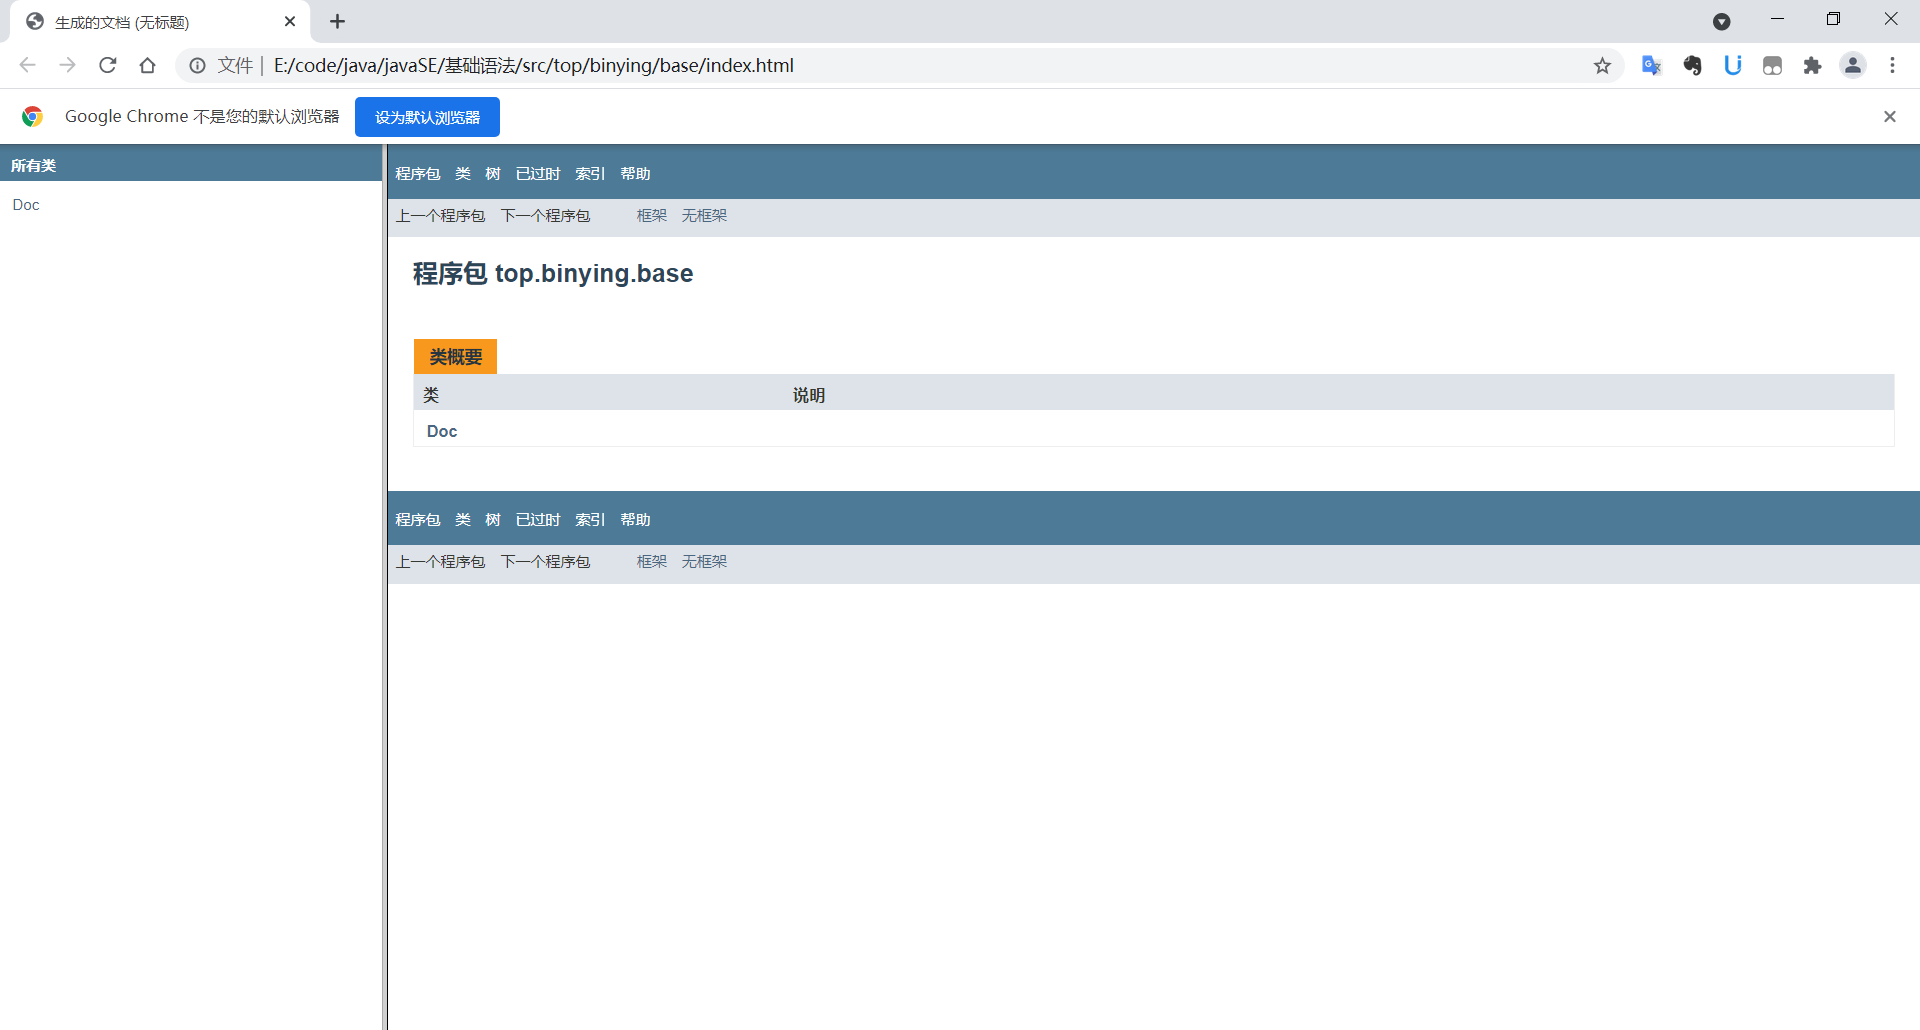 生成的文档 (无标题)
文件 | E:/code/java/javaSE/基础语法/src/top/binying/base/index.html
Google Chrome 不是您的默认浏览器 设为默认浏览器
所有类
Doc
程序包 类 树 已过时 索引 帮助
上一个程序包 下一个程序包 框架 无框架
程序包 top.binying.base
类概要
类 说明
Doc
程序包 类 树 已过时 索引 帮助
上一个程序包 下一个程序包 框架 无框架